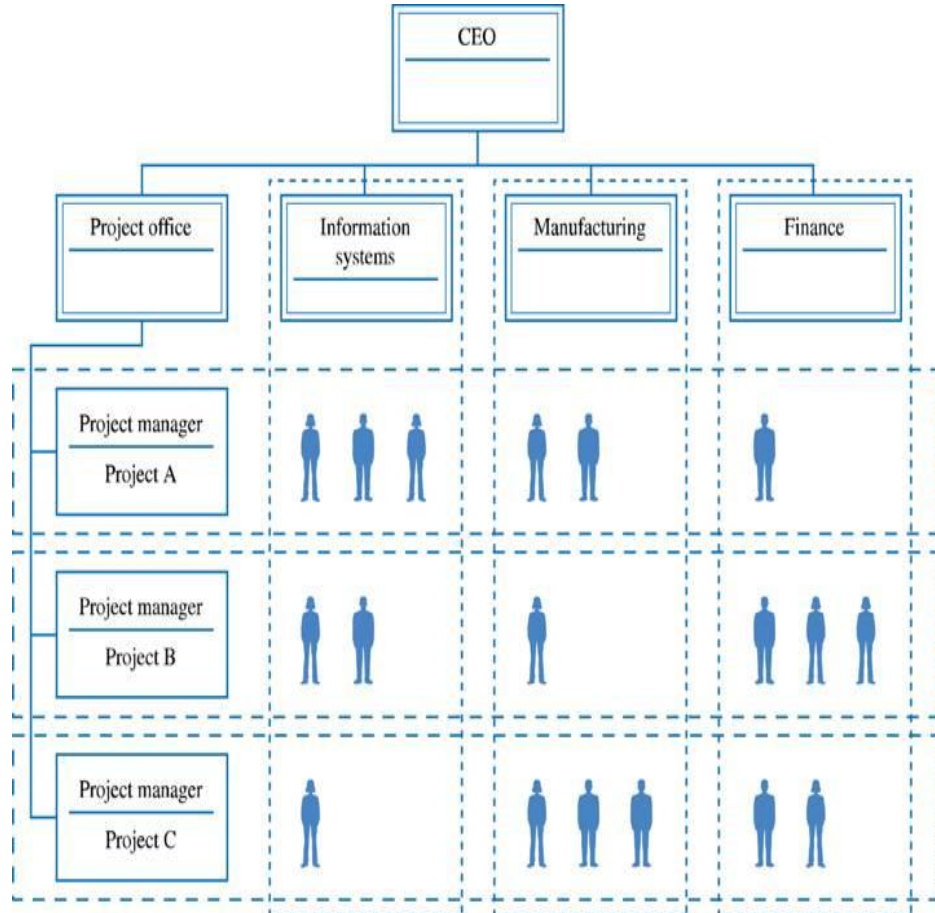 CEO
Project office
Information
systems
Manufacturing
Finance
Project manager
Project A
Project manager
Project B
Project manager
Project C